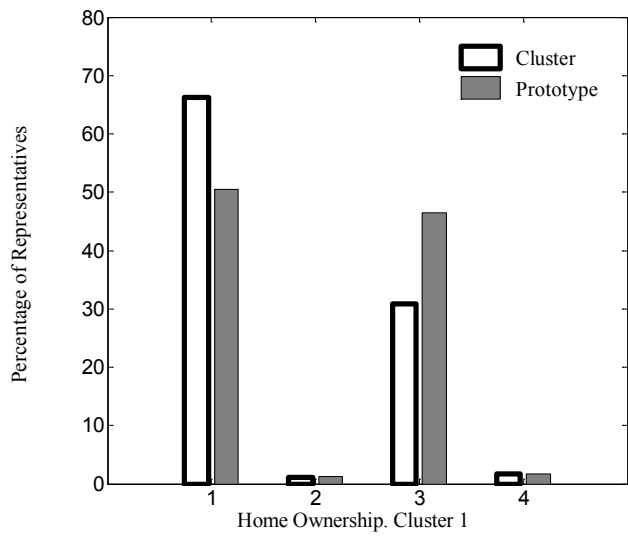 80
70
60
50
40
30
20
10
0
Percentage of Representatives
Cluster
Prototype
1 2 3 4
Home Ownership. Cluster 1